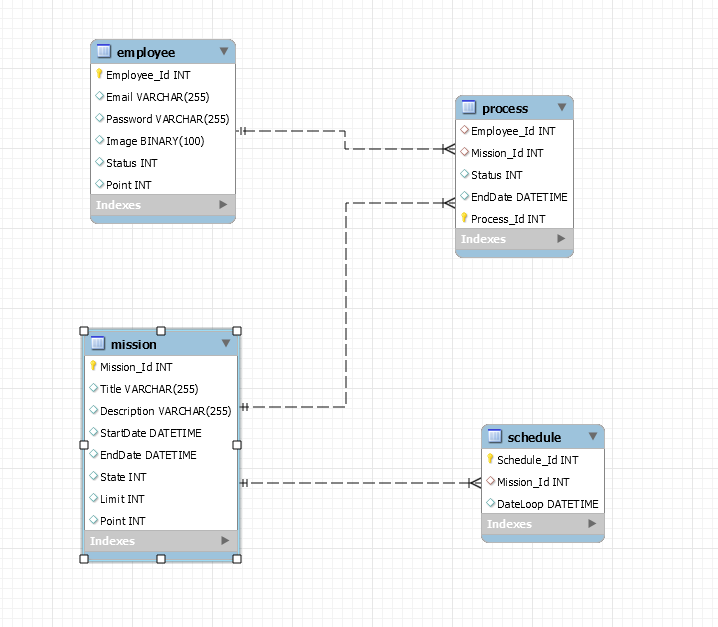 employee
Employee_Id INT
Email VARCHAR(255)
Password VARCHAR(255)
Image BINARY(100)
Status INT
Point INT
Indexes
process
Employee_Id INT
Mission_Id INT
Status INT
EndDate DATETIME
Process_Id INT
Indexes
mission
Mission_Id INT
Title VARCHAR(255)
Description VARCHAR(255)
StartDate DATETIME
EndDate DATETIME
State INT
Limit INT
Point INT
Indexes
schedule
Schedule_Id INT
Mission_Id INT
DateLoop DATETIME
Indexes